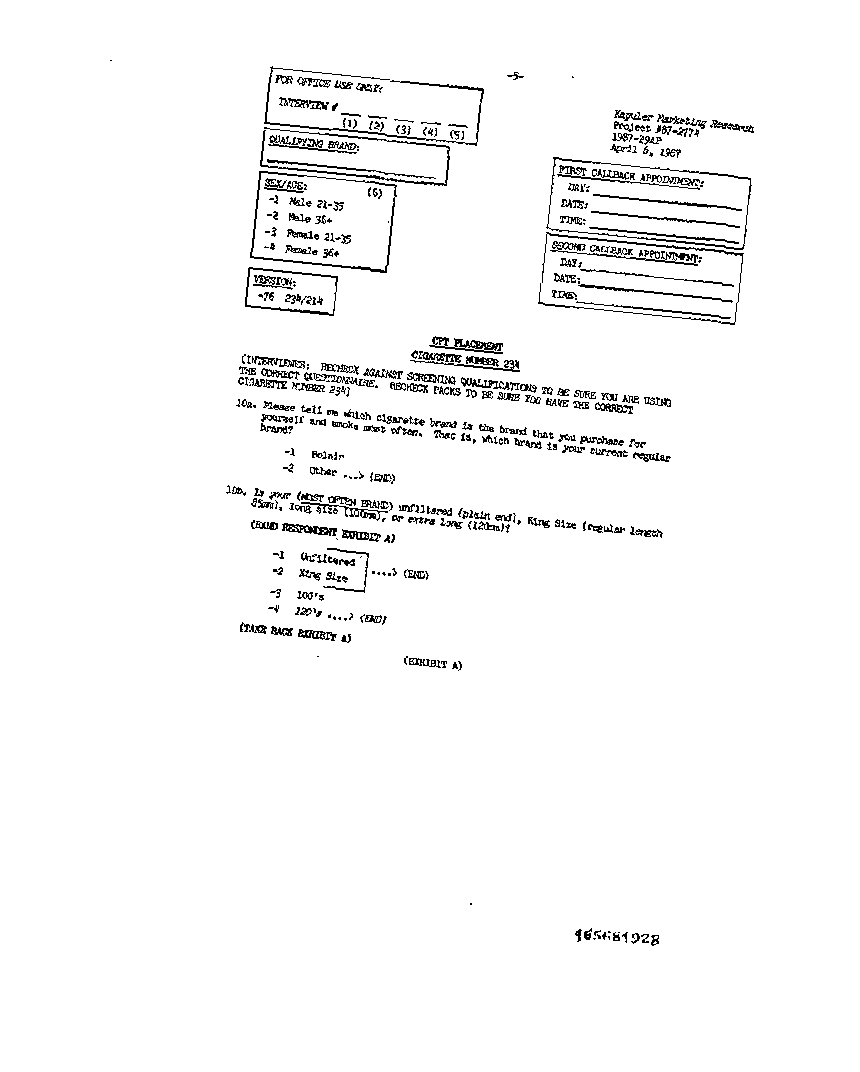 -5-
FOR OFFICE USE ONLY:
INTERVIEW #
(1) (2) (3) (4) (5)
Kapuler Marketing Research
Project #87-277A
1987-29AP
April 6, 1987
QUALIFYING BRAND:
SEX/AGE: (6)
-1 Male 21-35
-2 Male 36+
-3 Female 21-35
-4 Female 36+
FIRST CALLBACK APPOINTMENT:
DAY:
DATE:
TIME:
SECOND CALLBACK APPOINTMENT:
DAY:
DATE:
TIME:
VERSION:
-76 234/214
CPT PLACEMENT
CIGARETTE NUMBER 234
(INTERVIEWER: RECHECK AGAINST SCREENING QUALIFICATIONS TO BE SURE YOU ARE USING
THE CORRECT QUESTIONNAIRE. RECHECK PACKS TO BE SURE YOU HAVE THE CORRECT
CIGARETTE NUMBER 234)
10a. Please tell me which cigarette brand is the brand that you purchase for
yourself and smoke most often. That is, which brand is your current regular
brand?
-1 Belair
-2 Other ...> (END)
10b. Is your (MOST OFTEN BRAND) unfiltered (plain end), King Size (regular length
85mm), long size (100mm), or extra long (120mm)?
(HAND RESPONDENT EXHIBIT A)
-1 Unfiltered
-2 King Size ....> (END)
-3 100's
-4 120's ....> (END)
(TAKE BACK EXHIBIT A)
(EXHIBIT A)
465681928